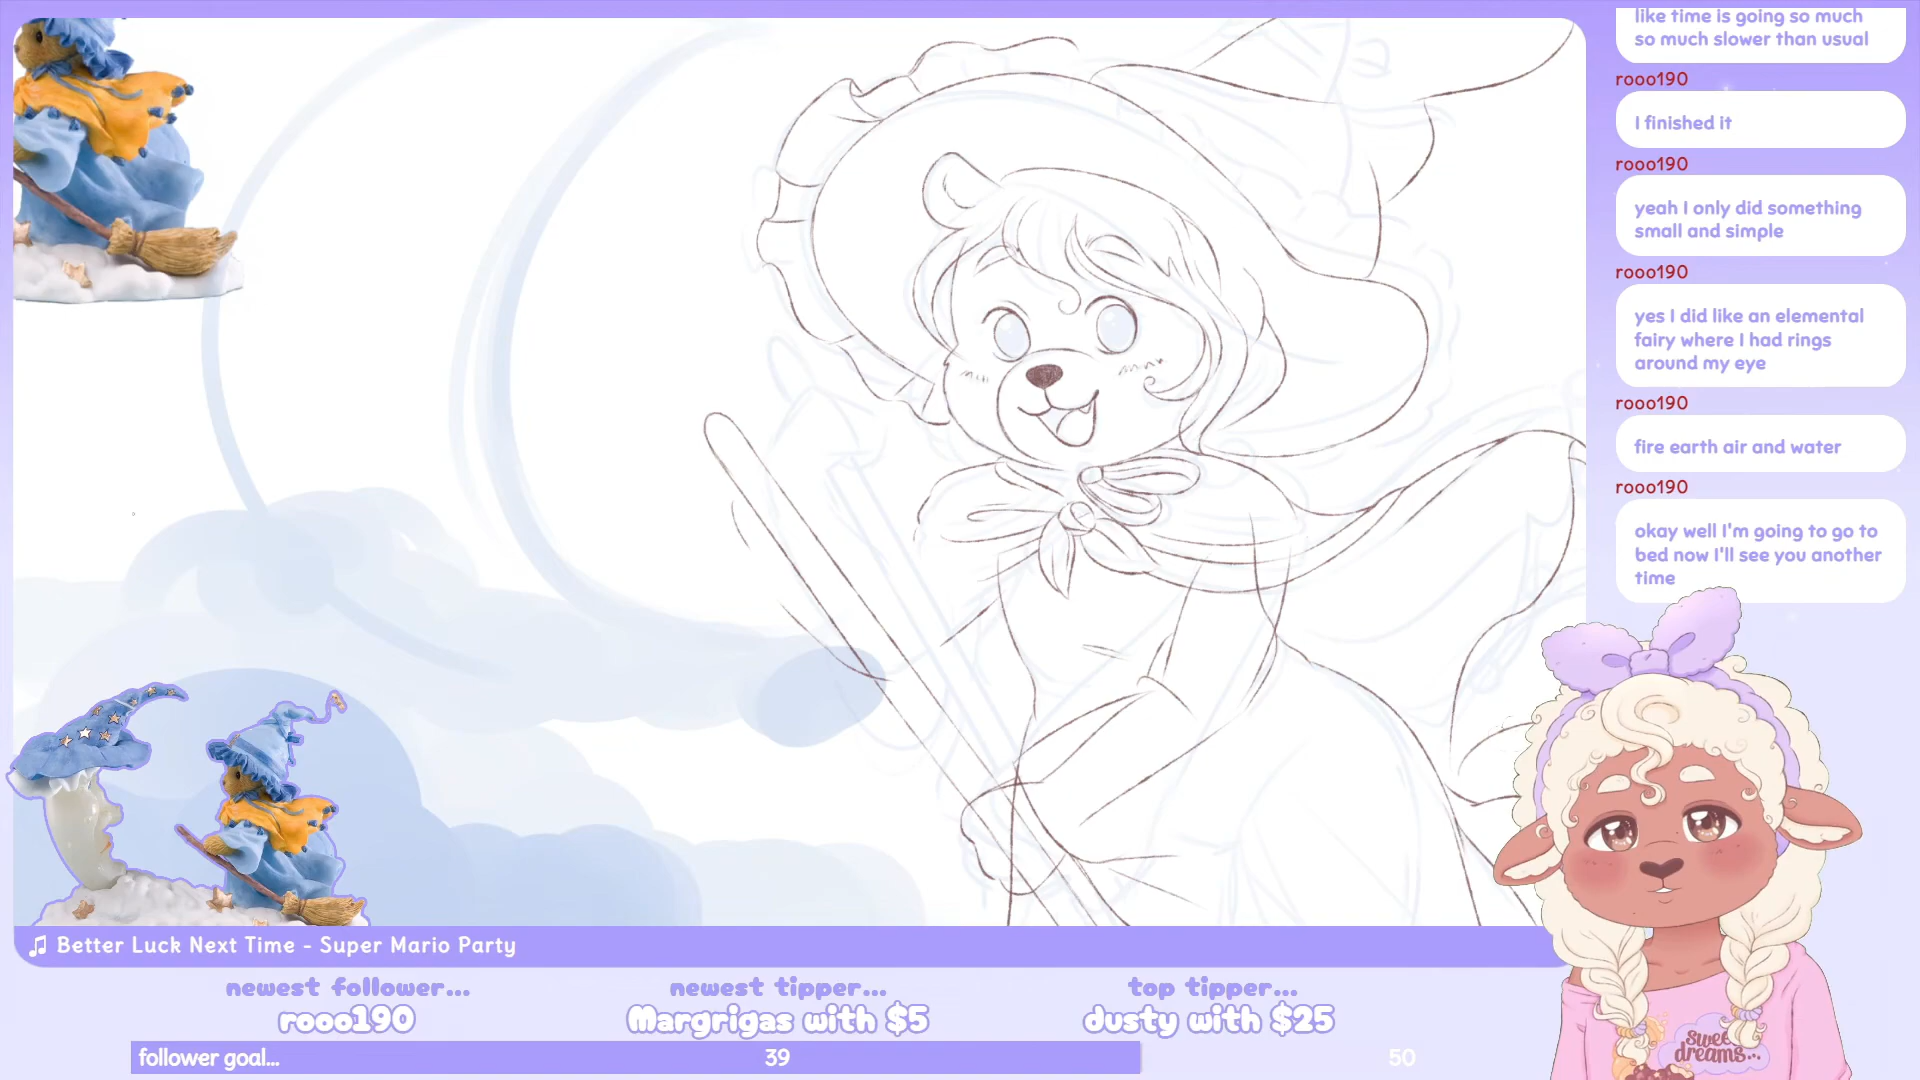 like time is going so much
so much slower than usual
rooo190
I finished it
rooo190
yeah I only did something
small and simple
rooo190
yes I did like an elemental
fairy where I had rings
around my eye
rooo190
fire earth air and water
rooo190
okay well I'm going to go to
bed now I'll see you another
time
Better Luck Next Time - Super Mario Party
newest follower...
rooo190
newest tipper...
Margrigas with $5
top tipper...
dusty with $25
follower goal...
39
50
sweet
dreams...